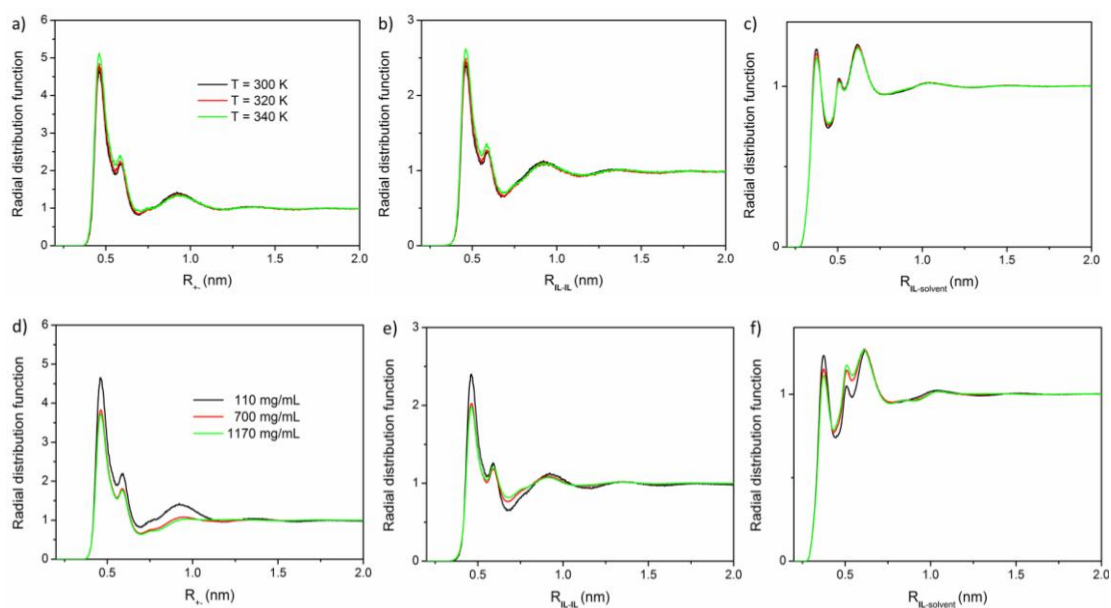 a)
Radial distribution function
6
5
4
3
2
1
0
T = 300 K
T = 320 K
T = 340 K
0.5 1.0 1.5 2.0
R+- (nm)
b)
Radial distribution function
3
2
1
0
0.5 1.0 1.5 2.0
RIL-IL (nm)
c)
Radial distribution function
1
0.5 1.0 1.5 2.0
RIL-solvent (nm)
d)
Radial distribution function
6
5
4
3
2
1
0
110 mg/mL
700 mg/mL
1170 mg/mL
0.5 1.0 1.5 2.0
R+- (nm)
e)
Radial distribution function
3
2
1
0
0.5 1.0 1.5 2.0
RIL-IL (nm)
f)
Radial distribution function
1
0
0.5 1.0 1.5 2.0
RIL-solvent (nm)